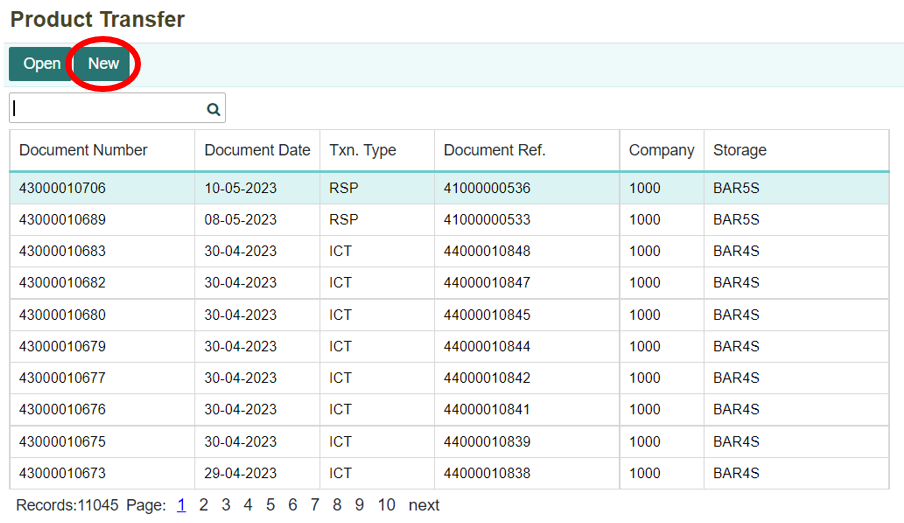 Product Transfer
Open New
Document Number Document Date Txn. Type Document Ref. Company Storage
43000010706 10-05-2023 RSP 41000000536 1000 BAR5S
43000010689 08-05-2023 RSP 41000000533 1000 BAR5S
43000010683 30-04-2023 ICT 44000010848 1000 BAR4S
43000010682 30-04-2023 ICT 44000010847 1000 BAR4S
43000010680 30-04-2023 ICT 44000010845 1000 BAR4S
43000010679 30-04-2023 ICT 44000010844 1000 BAR4S
43000010677 30-04-2023 ICT 44000010842 1000 BAR4S
43000010676 30-04-2023 ICT 44000010841 1000 BAR4S
43000010675 30-04-2023 ICT 44000010839 1000 BAR4S
43000010673 29-04-2023 ICT 44000010838 1000 BAR4S
Records:11045 Page: 1 2 3 4 5 6 7 8 9 10 next